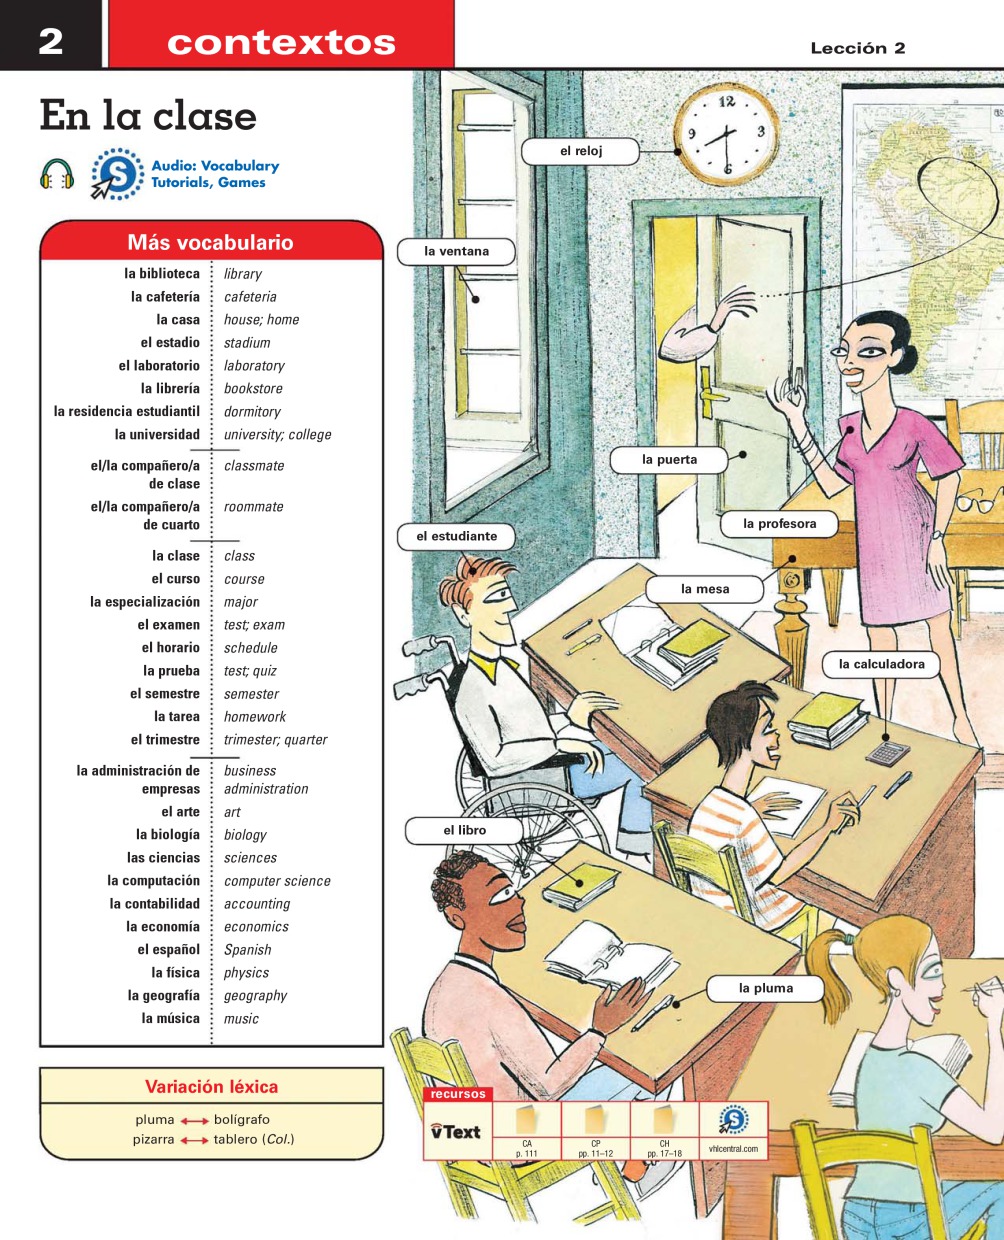 2
contextos
Lección 2
En la clase
S
Audio: Vocabulary
Tutorials, Games
Más vocabulario
la biblioteca library
la cafetería cafeteria
la casa house; home
el estadio stadium
el laboratorio laboratory
la librería bookstore
la residencia estudiantil dormitory
la universidad university; college
el/la compañero/a classmate
de clase
el/la compañero/a roommate
de cuarto
la clase class
el curso course
la especialización major
el examen test; exam
el horario schedule
la prueba test; quiz
el semestre semester
la tarea homework
el trimestre trimester; quarter
la administración de business
empresas administration
el arte art
la biología biology
las ciencias sciences
la computación computer science
la contabilidad accounting
la economía economics
el español Spanish
la física physics
la geografía geography
la música music
Variación léxica
pluma ↔ bolígrafo
pizarra ↔ tablero (Col.)
12
3
6
9
el reloj
la ventana
la puerta
la profesora
el estudiante
la mesa
la calculadora
el libro
la pluma
recursos
vText
CA
p. 111
CP
pp. 11–12
CH
pp. 17–18
S
vhlcentral.com